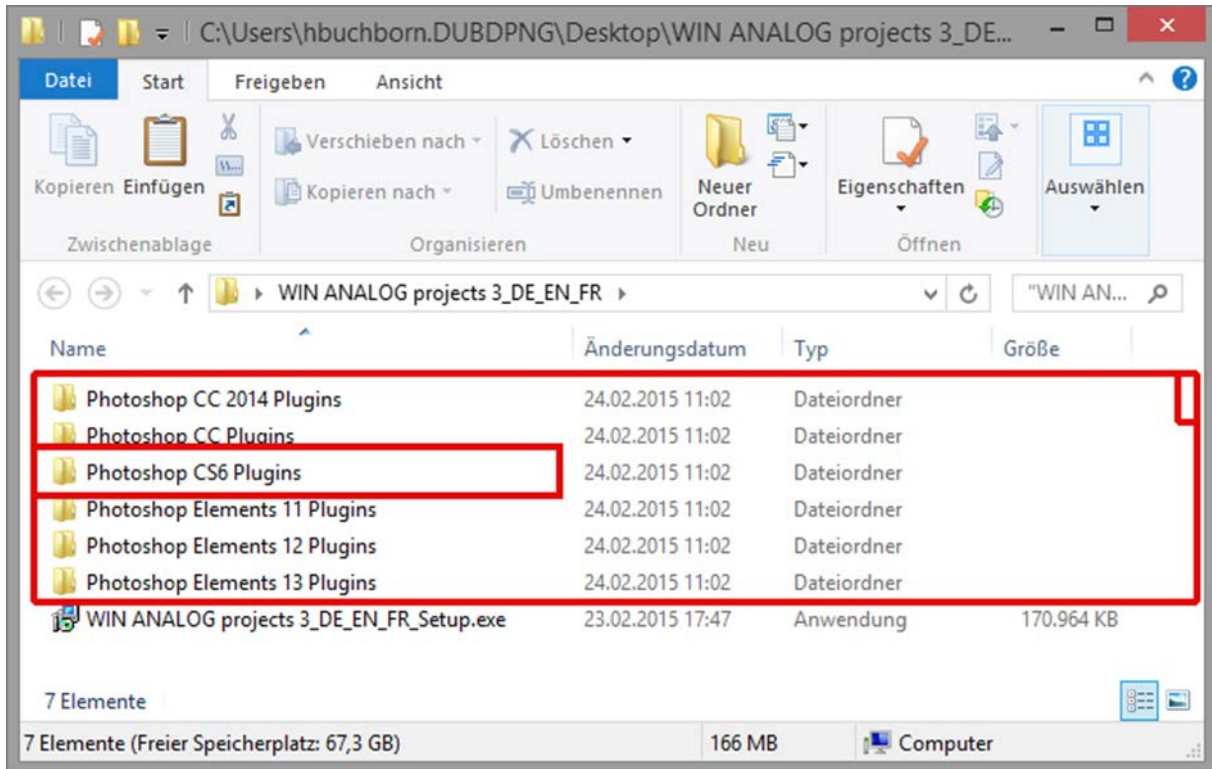 C:\Users\hbuchborn.DUBDPNG\Desktop\WIN ANALOG projects 3_DE...
Datei Start Freigeben Ansicht
Kopieren Einfügen
Verschieben nach
Kopieren nach
Löschen
Umbenennen
Neuer
Ordner
Eigenschaften
Auswählen
Zwischenablage Organisieren Neu Öffnen
WIN ANALOG projects 3_DE_EN_FR
"WIN AN...
Name Änderungsdatum Typ Größe
Photoshop CC 2014 Plugins 24.02.2015 11:02 Dateiordner
Photoshop CC Plugins 24.02.2015 11:02 Dateiordner
Photoshop CS6 Plugins 24.02.2015 11:02 Dateiordner
Photoshop Elements 11 Plugins 24.02.2015 11:02 Dateiordner
Photoshop Elements 12 Plugins 24.02.2015 11:02 Dateiordner
Photoshop Elements 13 Plugins 24.02.2015 11:02 Dateiordner
WIN ANALOG projects 3_DE_EN_FR_Setup.exe 23.02.2015 17:47 Anwendung 170.964 KB
7 Elemente
7 Elemente (Freier Speicherplatz: 67,3 GB) 166 MB Computer